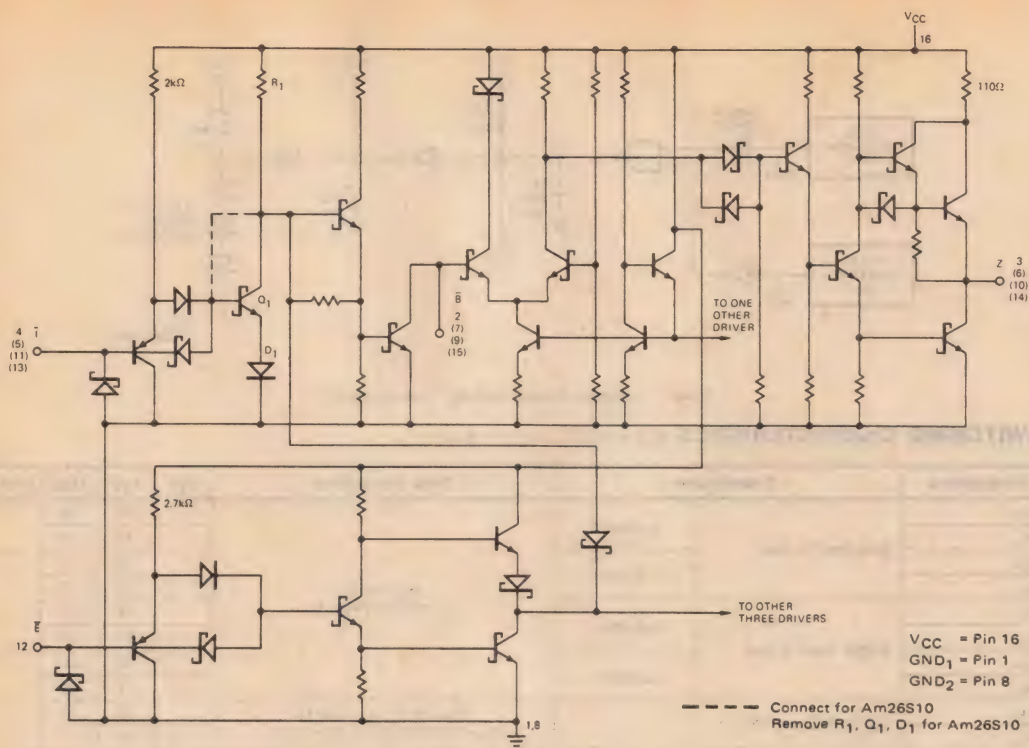 VCC
16
2kΩ
R1
110Ω
Q1
D1
4
(5)
(11)
(13)
I̅
B̅
2
(7)
(9)
(15)
TO ONE
OTHER
DRIVER
Z
3
(6)
(10)
(14)
2.7kΩ
E̅
12
TO OTHER
THREE DRIVERS
1,8
VCC = Pin 16
GND1 = Pin 1
GND2 = Pin 8
Connect for Am26S10
Remove R1, Q1, D1 for Am26S10